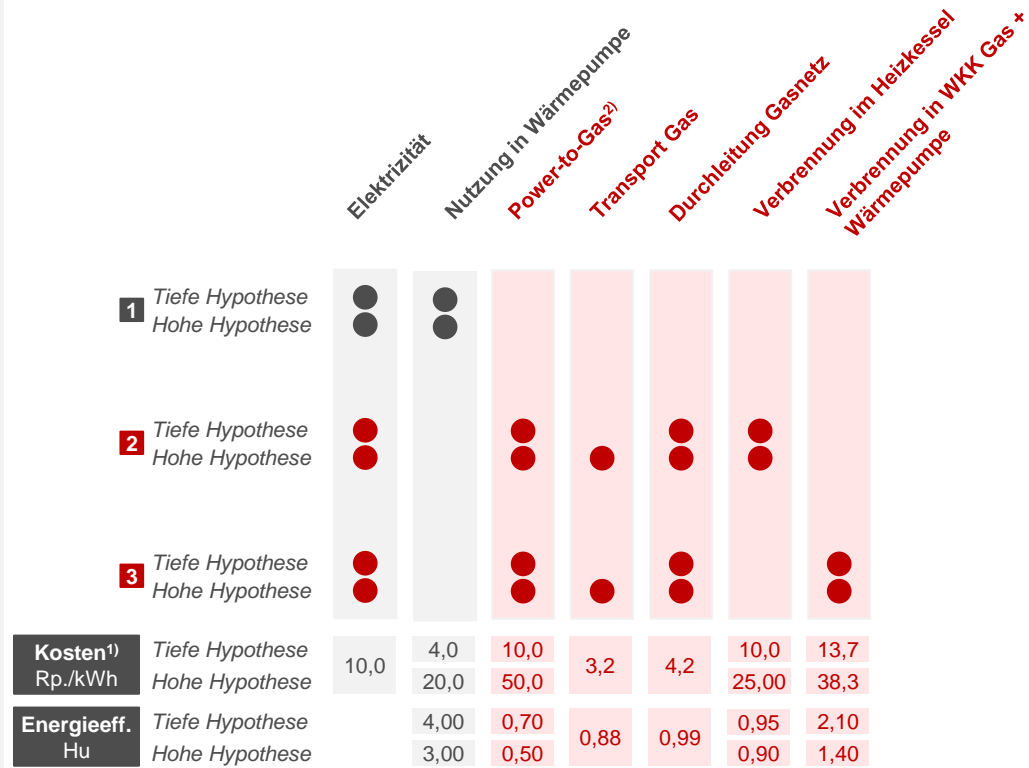 Elektrizität
Nutzung in Wärmepumpe
Power-to-Gas2)
Transport Gas
Durchleitung Gasnetz
Verbrennung im Heizkessel
Verbrennung in WKK Gas +
Wärmepumpe
1 Tiefe Hypothese
Hohe Hypothese
2 Tiefe Hypothese
Hohe Hypothese
3 Tiefe Hypothese
Hohe Hypothese
Kosten1)
Rp./kWh
Tiefe Hypothese 10,0 4,0 10,0 3,2 4,2 10,0 13,7
Hohe Hypothese 20,0 50,0 25,00 38,3
Energieeff.
Hu
Tiefe Hypothese 4,00 0,70 0,88 0,99 0,95 2,10
Hohe Hypothese 3,00 0,50 0,90 1,40